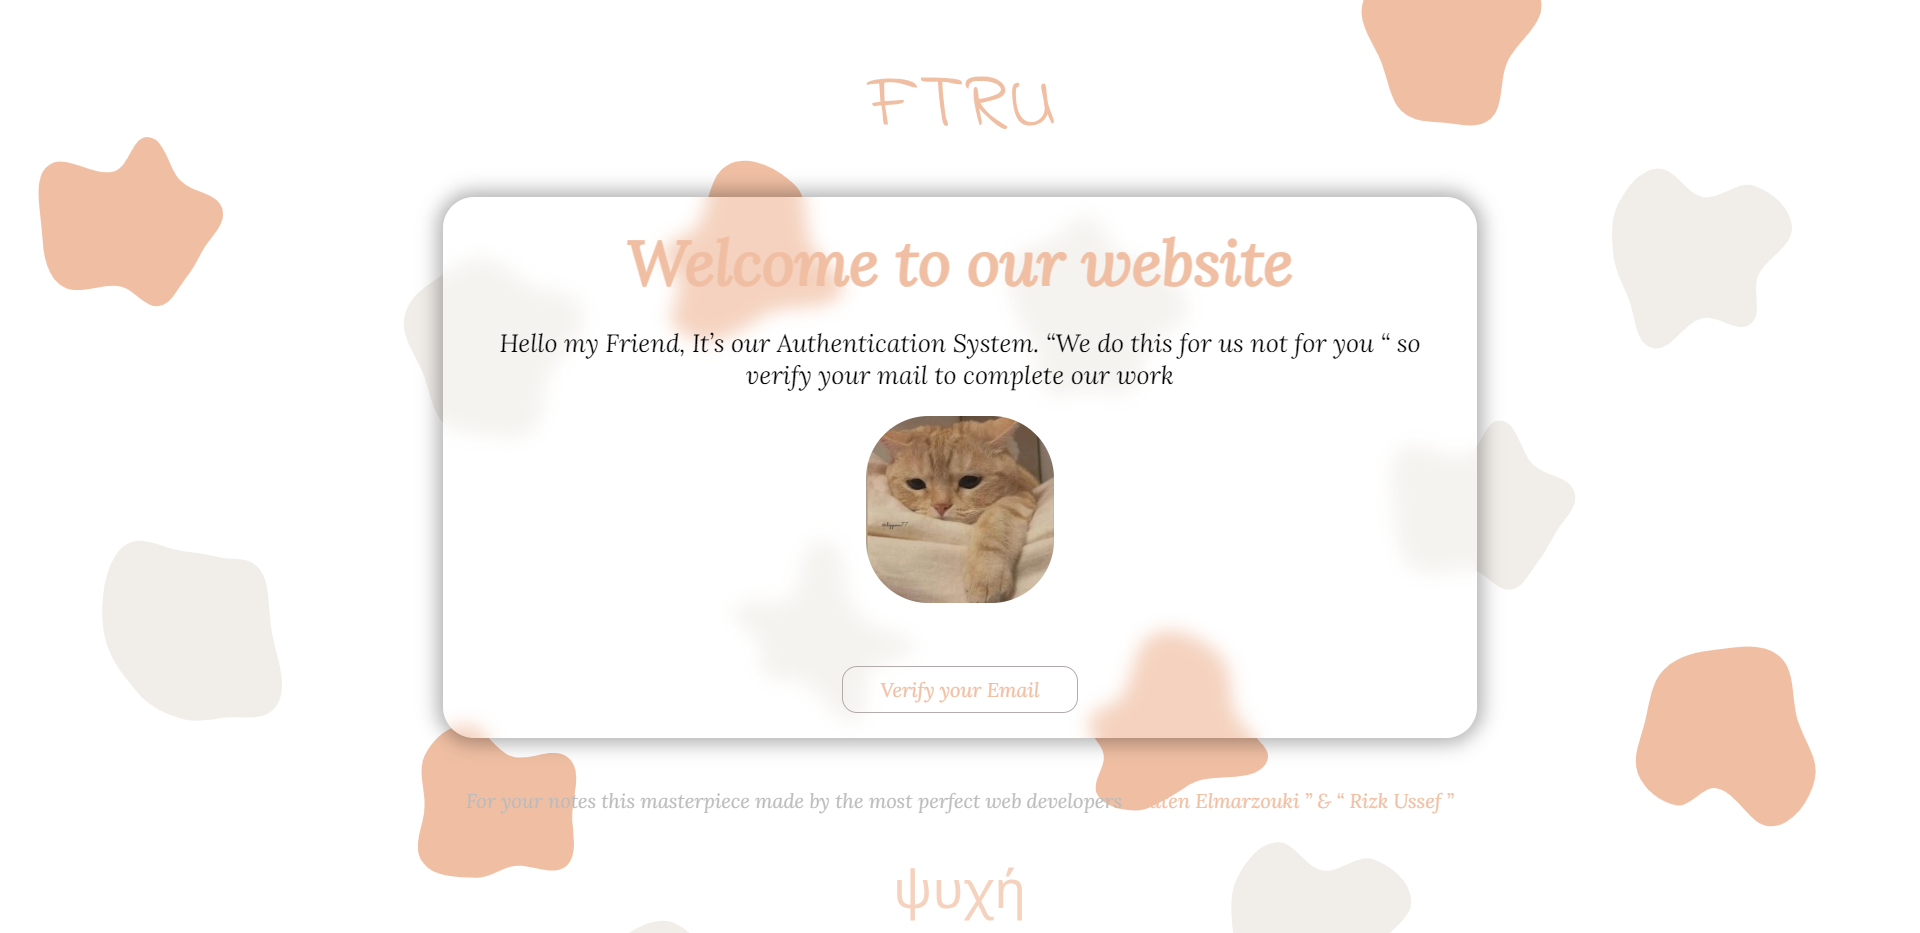 FTRU
Welcome to our website
Hello my Friend, It’s our Authentication System. “We do this for us not for you “ so
verify your mail to complete our work
Verify your Email
For your notes this masterpiece made by the most perfect web developers Elmarzouki ” & “ Rizk Ussef ”
ψυχή